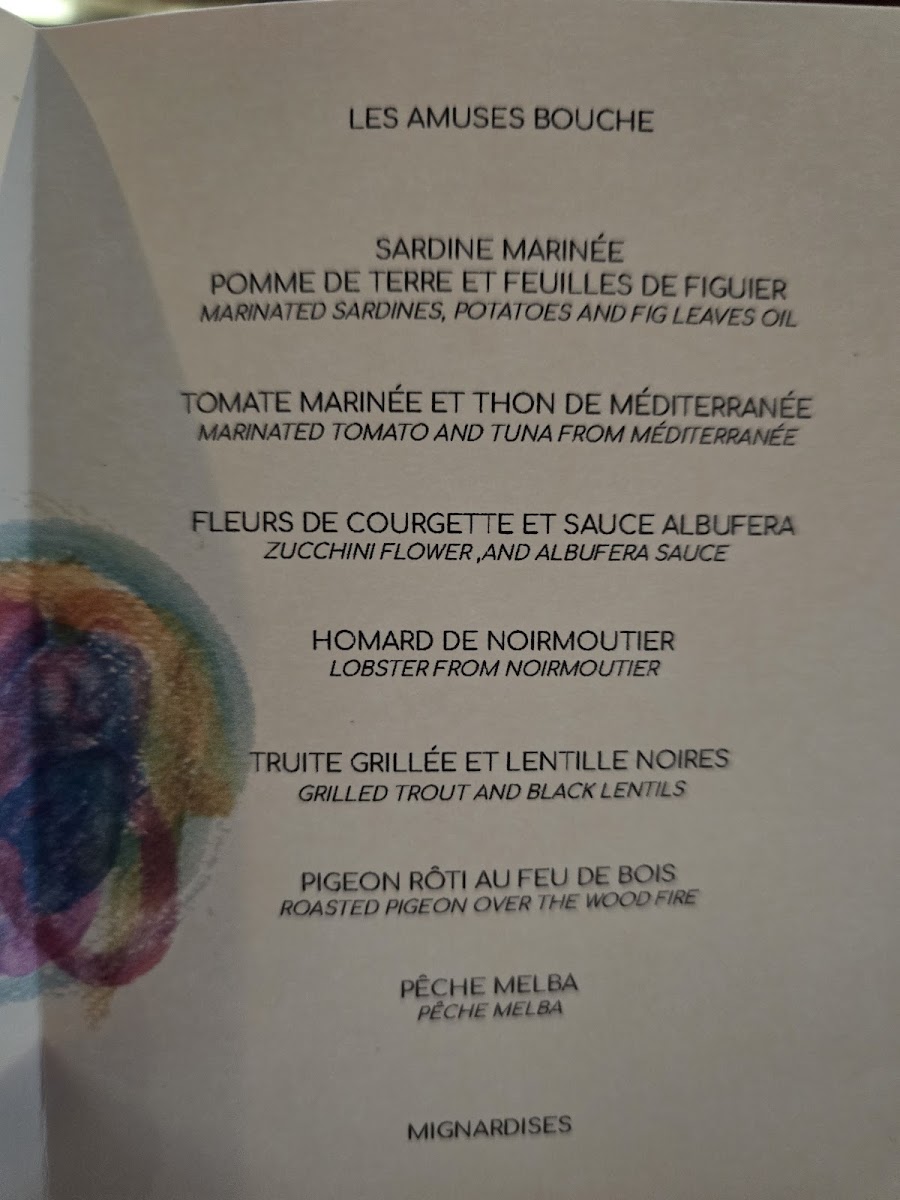 LES AMUSES BOUCHE
SARDINE MARINÉE
POMME DE TERRE ET FEUILLES DE FIGUIER
MARINATED SARDINES, POTATOES AND FIG LEAVES OIL
TOMATE MARINÉE ET THON DE MÉDITERRANÉE
MARINATED TOMATO AND TUNA FROM MÉDITERRANÉE
FLEURS DE COURGETTE ET SAUCE ALBUFERA
ZUCCHINI FLOWER ,AND ALBUFERA SAUCE
HOMARD DE NOIRMOUTIER
LOBSTER FROM NOIRMOUTIER
TRUITE GRILLÉE ET LENTILLE NOIRES
GRILLED TROUT AND BLACK LENTILS
PIGEON RÔTI AU FEU DE BOIS
ROASTED PIGEON OVER THE WOOD FIRE
PÊCHE MELBA
PÊCHE MELBA
MIGNARDISES